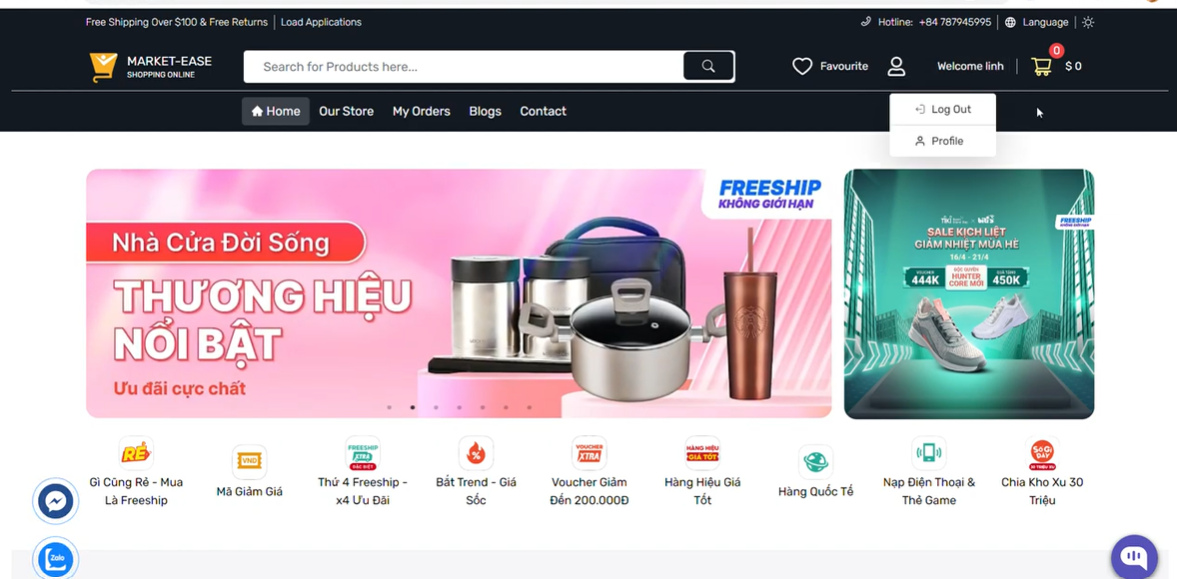 Free Shipping Over $100 & Free Returns
Load Applications
Hotline: +84 787945995
Language
MARKET-EASE
SHOPPING ONLINE
Search for Products here...
Favourite
Welcome linh
0
$ 0
Home
Our Store
My Orders
Blogs
Contact
Log Out
Profile
FREESHIP
KHÔNG GIỚI HẠN
Nhà Cửa Đời Sống
THƯƠNG HIỆU
NỔI BẬT
Ưu đãi cực chất
FREESHIP
SALE KỊCH LIỆT
GIẢM NHIỆT MÙA HÈ
16/4 - 21/4
VOUCHER
444K
ĐỘC QUYỀN
HUNTER
CORE MỚI
450K
RẺ
VND
FREESHIP
XTRA
ĐẶC BIỆT
VOUCHER
XTRA
HÀNG HIỆU
GIÁ TỐT
Gì Cũng Rẻ - Mua
Là Freeship
Mã Giảm Giá
Thứ 4 Freeship -
x4 Ưu Đãi
Bắt Trend - Giá
Sốc
Voucher Giảm
Đến 200.000Đ
Hàng Hiệu Giá
Tốt
Hàng Quốc Tế
Nạp Điện Thoại &
Thẻ Game
Chia Kho Xu 30
Triệu
Zalo